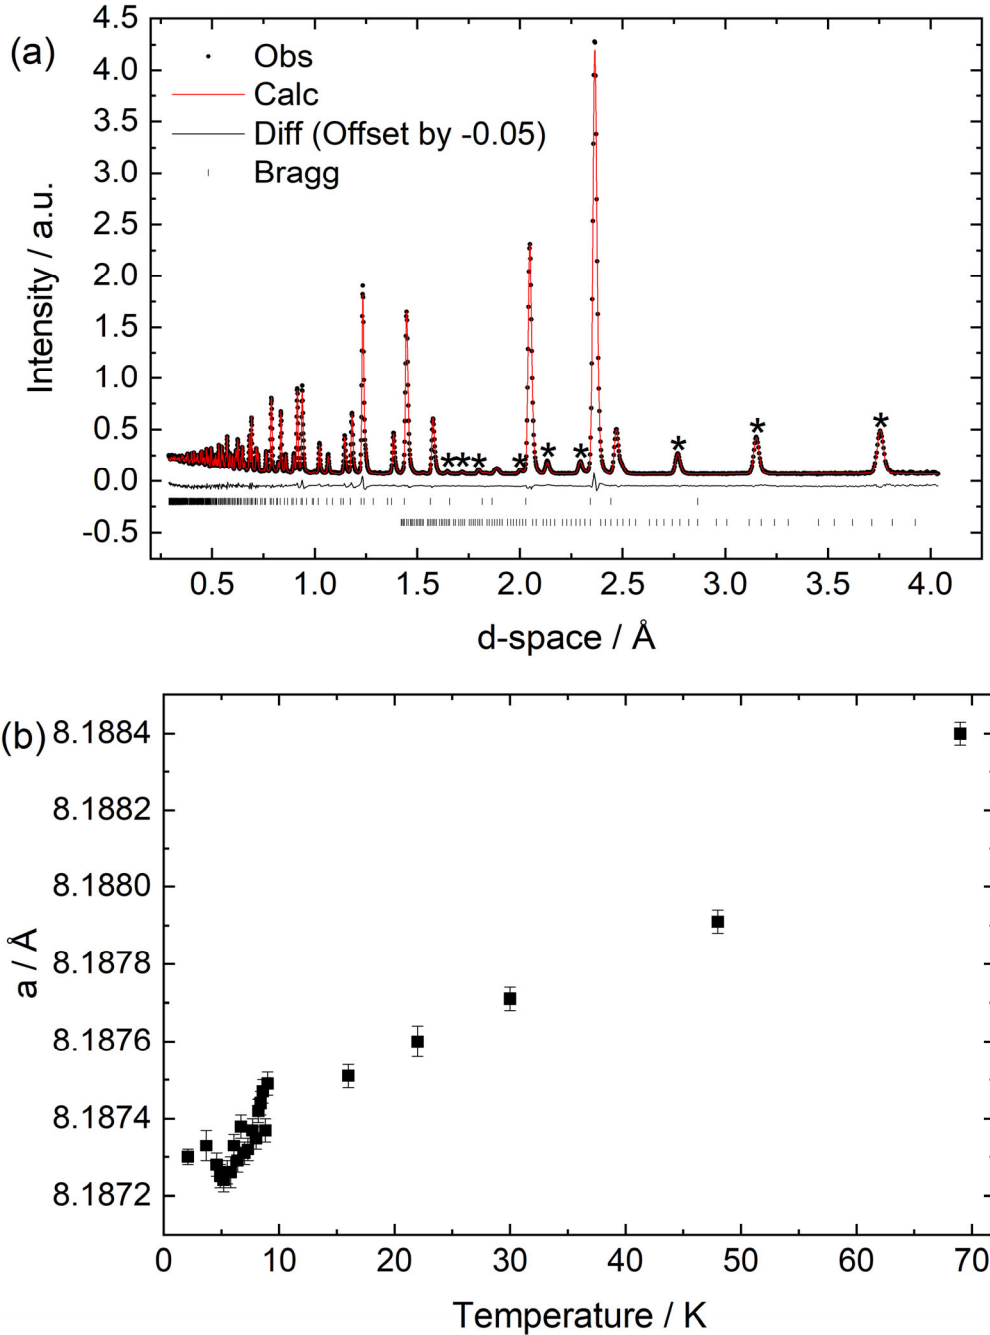 (a)
4.5
4.0
3.5
3.0
2.5
2.0
1.5
1.0
0.5
0.0
-0.5
Intensity / a.u.
Obs
Calc
Diff (Offset by -0.05)
Bragg
* * * * * * * * *
0.5 1.0 1.5 2.0 2.5 3.0 3.5 4.0
d-space / Å
(b)
8.1884
8.1882
8.1880
8.1878
8.1876
8.1874
8.1872
a / Å
0 10 20 30 40 50 60 70
Temperature / K